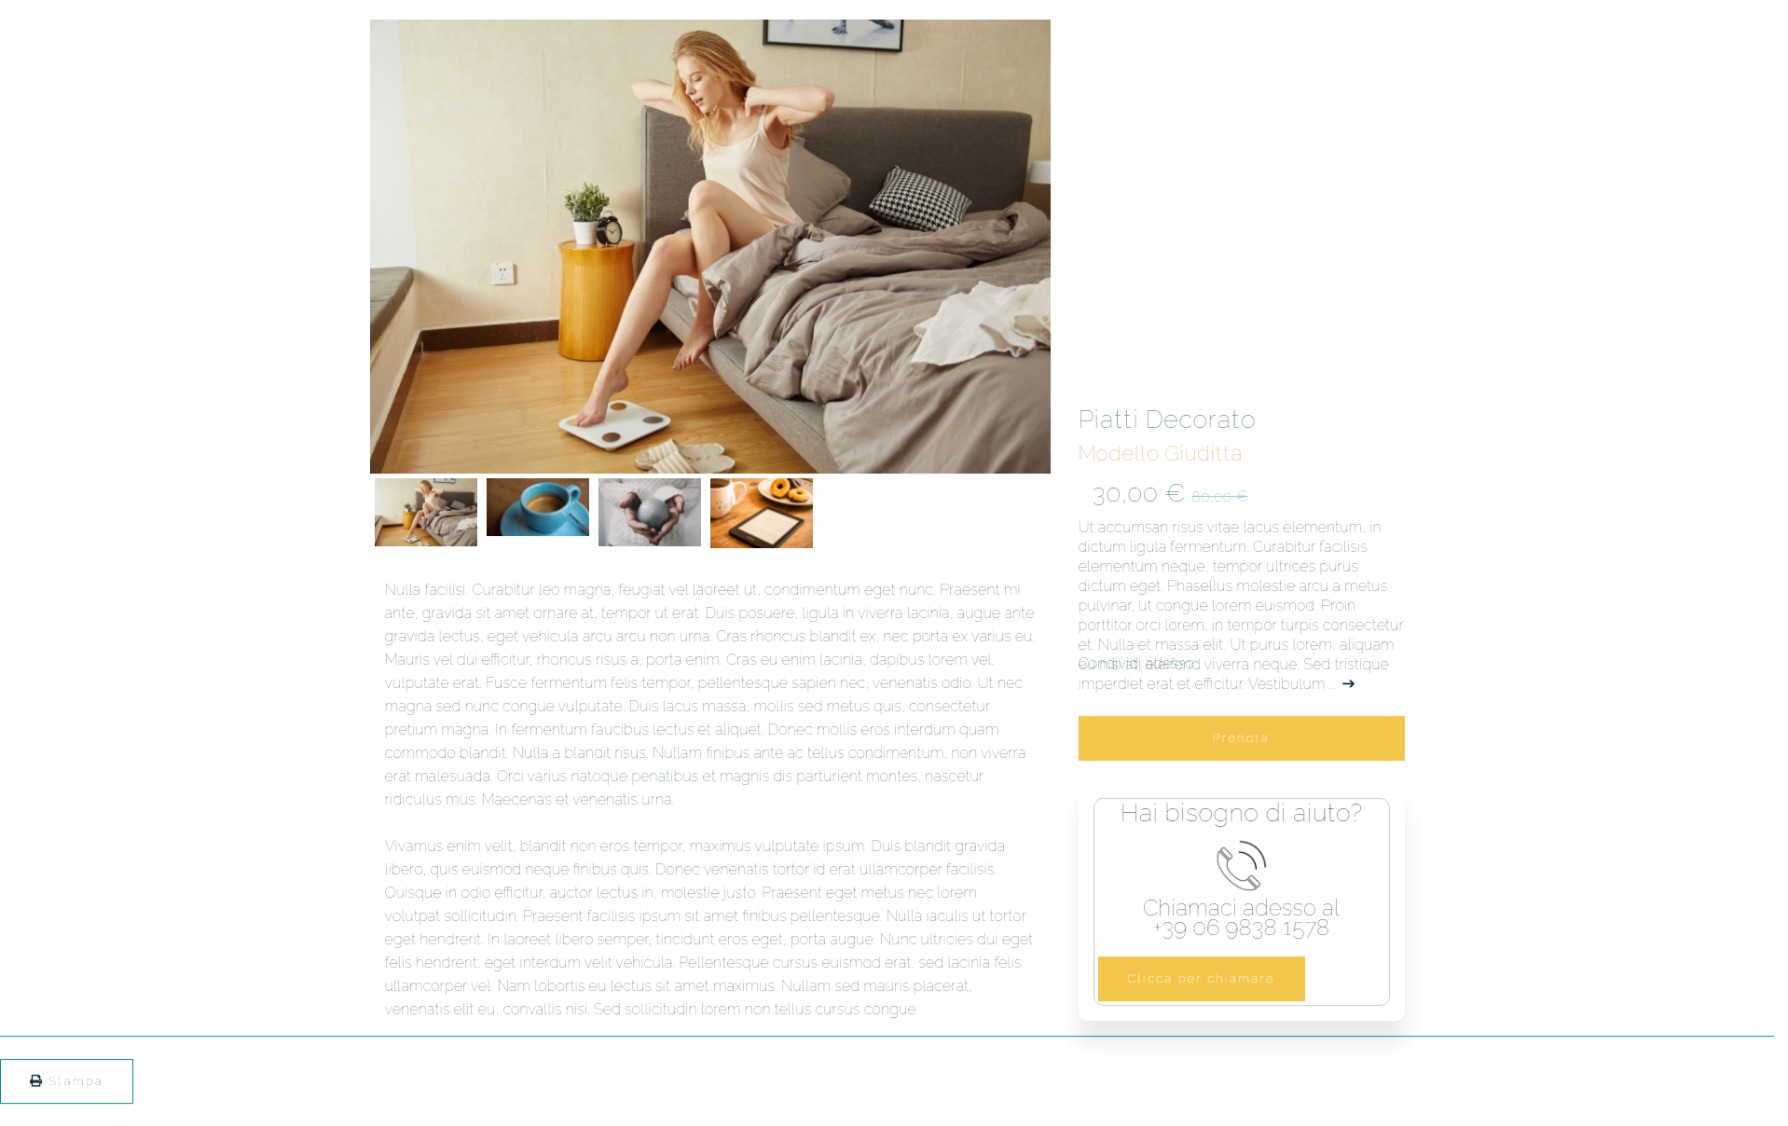 Nulla facilisi. Curabitur leo magna, feugiat vel laoreet ut, condimentum eget nunc. Praesent mi
ante, gravida sit amet ornare at, tempor ut erat. Duis posuere, ligula in viverra lacinia, augue ante
gravida lectus, eget vehicula arcu arcu non urna. Cras rhoncus blandit ex, nec porta ex varius eu.
Mauris vel dui efficitur, rhoncus risus a, porta enim. Cras eu enim lacinia, dapibus lorem vel,
vulputate erat. Fusce fermentum felis tempor, pellentesque sapien nec, venenatis odio. Ut nec
magna sed nunc congue vulputate. Duis lacus massa, mollis sed metus quis, consectetur
pretium magna. In fermentum faucibus lectus et aliquet. Donec mollis eros interdum quam
commodo blandit. Nulla a blandit risus. Nullam finibus ante ac tellus condimentum, non viverra
erat malesuada. Orci varius natoque penatibus et magnis dis parturient montes, nascetur
ridiculus mus. Maecenas et venenatis urna.
Vivamus enim velit, blandit non eros tempor, maximus vulputate ipsum. Duis blandit gravida
libero, quis euismod neque finibus quis. Donec venenatis tortor id erat ullamcorper facilisis.
Quisque in odio efficitur, auctor lectus in, molestie justo. Praesent eget metus nec lorem
volutpat sollicitudin. Praesent facilisis ipsum sit amet finibus pellentesque. Nulla iaculis ut tortor
eget hendrerit. In laoreet libero semper, tincidunt eros eget, porta augue. Nunc ultricies dui eget
felis hendrerit, eget interdum velit vehicula. Pellentesque cursus euismod erat, sed lacinia felis
ullamcorper vel. Nam lobortis eu lectus sit amet maximus. Nullam sed mauris placerat,
venenatis elit eu, convallis nisi. Sed sollicitudin lorem non tellus cursus congue.
Piatti Decorato
Modello Giuditta
30,00 € 80,00 €
Ut accumsan risus vitae lacus elementum, in
dictum ligula fermentum. Curabitur facilisis
elementum neque, tempor ultrices purus
dictum eget. Phasellus molestie arcu a metus
pulvinar, ut congue lorem euismod. Proin
porttitor orci lorem, in tempor turpis consectetur
et. Nulla et massa elit. Ut purus lorem, aliquam
viverra neque. Sed tristique
imperdiet erat et efficitur. Vestibulum ... ➔
Prenota
Hai bisogno di aiuto?
Chiamaci adesso al
+39 06 9838 1578
Clicca per chiamare
Stampa